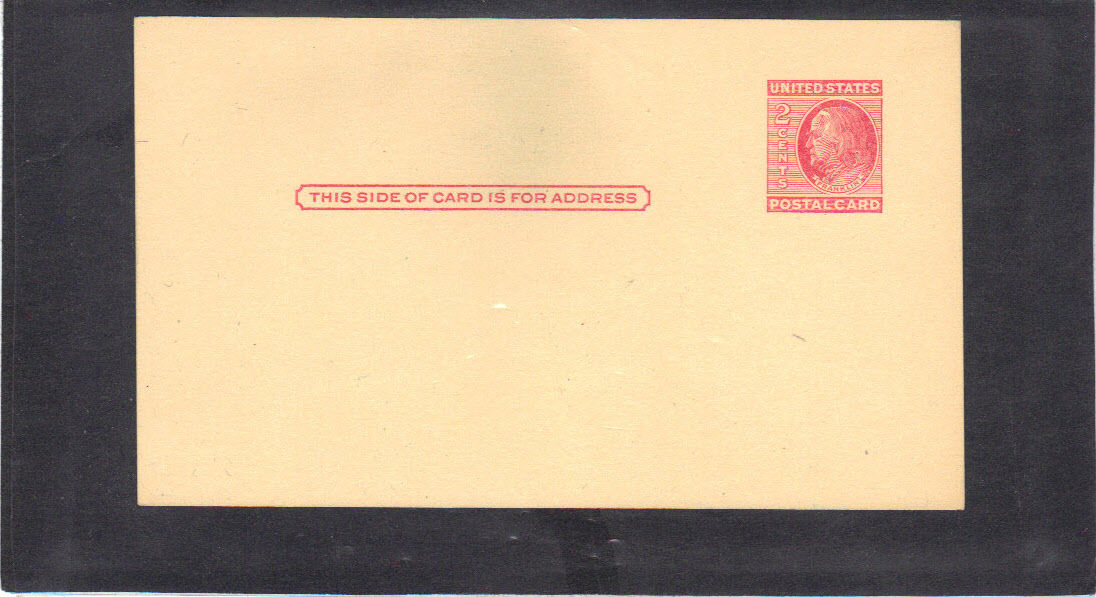 UNITED STATES
2 CENTS
FRANKLIN
POSTAL CARD
THIS SIDE OF CARD IS FOR ADDRESS